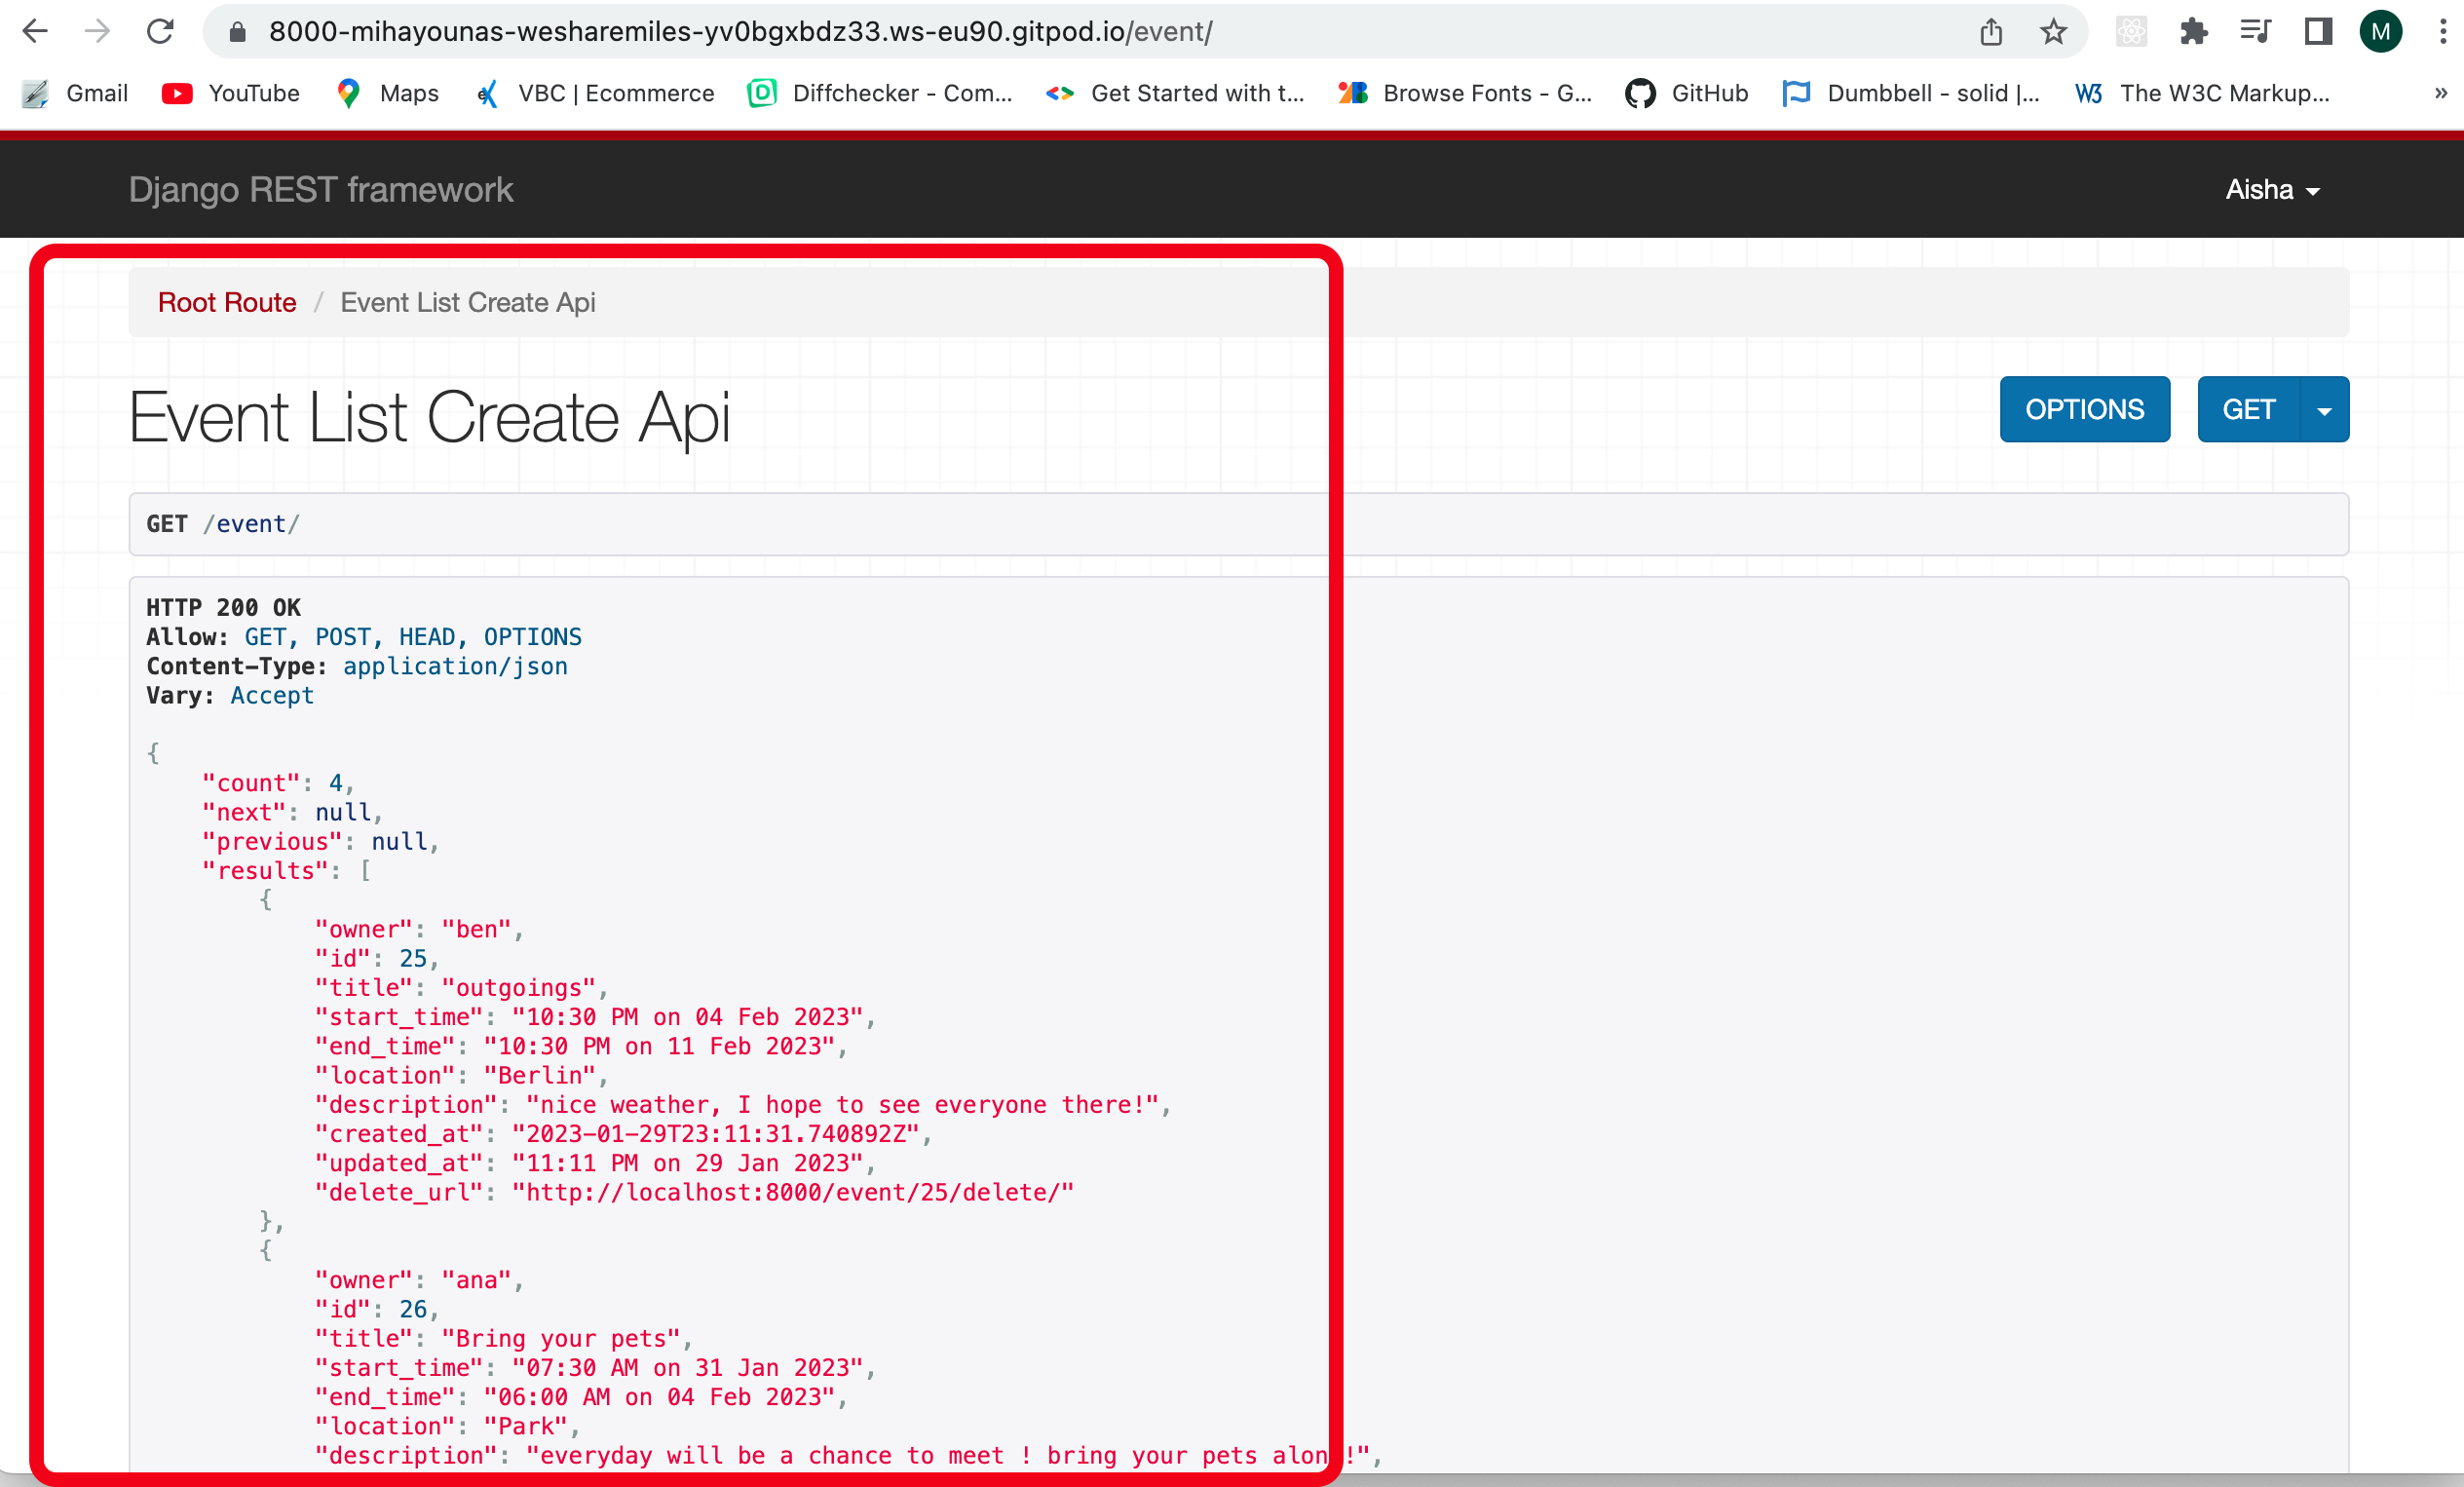 8000-mihayounas-wesharemiles-yv0bgxbdz33.ws-eu90.gitpod.io/event/
M
Gmail YouTube Maps VBC | Ecommerce Diffchecker - Com... Get Started with t... Browse Fonts - G... GitHub Dumbbell - solid |... The W3C Markup... »
Django REST framework Aisha
Root Route / Event List Create Api
Event List Create Api OPTIONS GET
GET /event/
HTTP 200 OK
Allow: GET, POST, HEAD, OPTIONS
Content-Type: application/json
Vary: Accept
{
"count": 4,
"next": null,
"previous": null,
"results": [
{
"owner": "ben",
"id": 25,
"title": "outgoings",
"start_time": "10:30 PM on 04 Feb 2023",
"end_time": "10:30 PM on 11 Feb 2023",
"location": "Berlin",
"description": "nice weather, I hope to see everyone there!",
"created_at": "2023-01-29T23:11:31.740892Z",
"updated_at": "11:11 PM on 29 Jan 2023",
"delete_url": "http://localhost:8000/event/25/delete/"
},
{
"owner": "ana",
"id": 26,
"title": "Bring your pets",
"start_time": "07:30 AM on 31 Jan 2023",
"end_time": "06:00 AM on 04 Feb 2023",
"location": "Park",
"description": "everyday will be a chance to meet ! bring your pets along!",